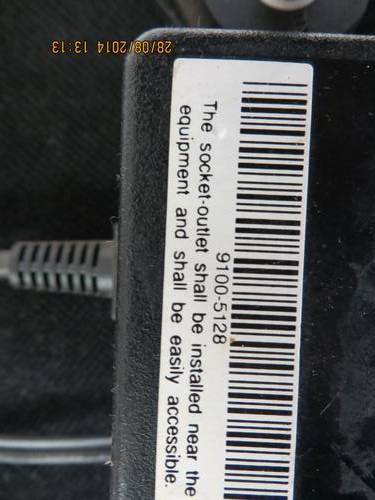 28/08/2014 13:13
9100-5128
The socket-outlet shall be installed near the
equipment and shall be easily accessible.